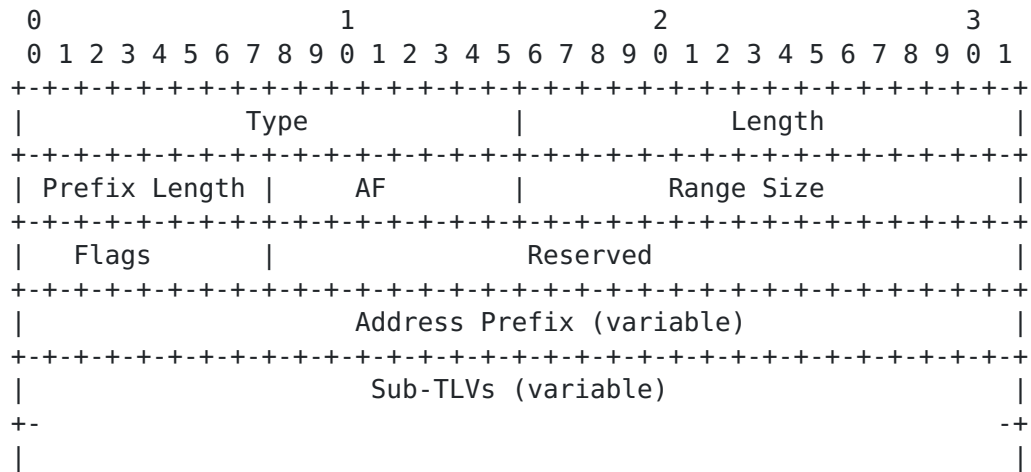 0                   1                   2                   3
 0 1 2 3 4 5 6 7 8 9 0 1 2 3 4 5 6 7 8 9 0 1 2 3 4 5 6 7 8 9 0 1
+-+-+-+-+-+-+-+-+-+-+-+-+-+-+-+-+-+-+-+-+-+-+-+-+-+-+-+-+-+-+-+-+
|              Type             |             Length            |
+-+-+-+-+-+-+-+-+-+-+-+-+-+-+-+-+-+-+-+-+-+-+-+-+-+-+-+-+-+-+-+-+
| Prefix Length |     AF        |         Range Size            |
+-+-+-+-+-+-+-+-+-+-+-+-+-+-+-+-+-+-+-+-+-+-+-+-+-+-+-+-+-+-+-+-+
|   Flags       |                Reserved                       |
+-+-+-+-+-+-+-+-+-+-+-+-+-+-+-+-+-+-+-+-+-+-+-+-+-+-+-+-+-+-+-+-+
|                     Address Prefix (variable)                 |
+-+-+-+-+-+-+-+-+-+-+-+-+-+-+-+-+-+-+-+-+-+-+-+-+-+-+-+-+-+-+-+-+
|                      Sub-TLVs (variable)                      |
+-                                                             -+
|                                                               |